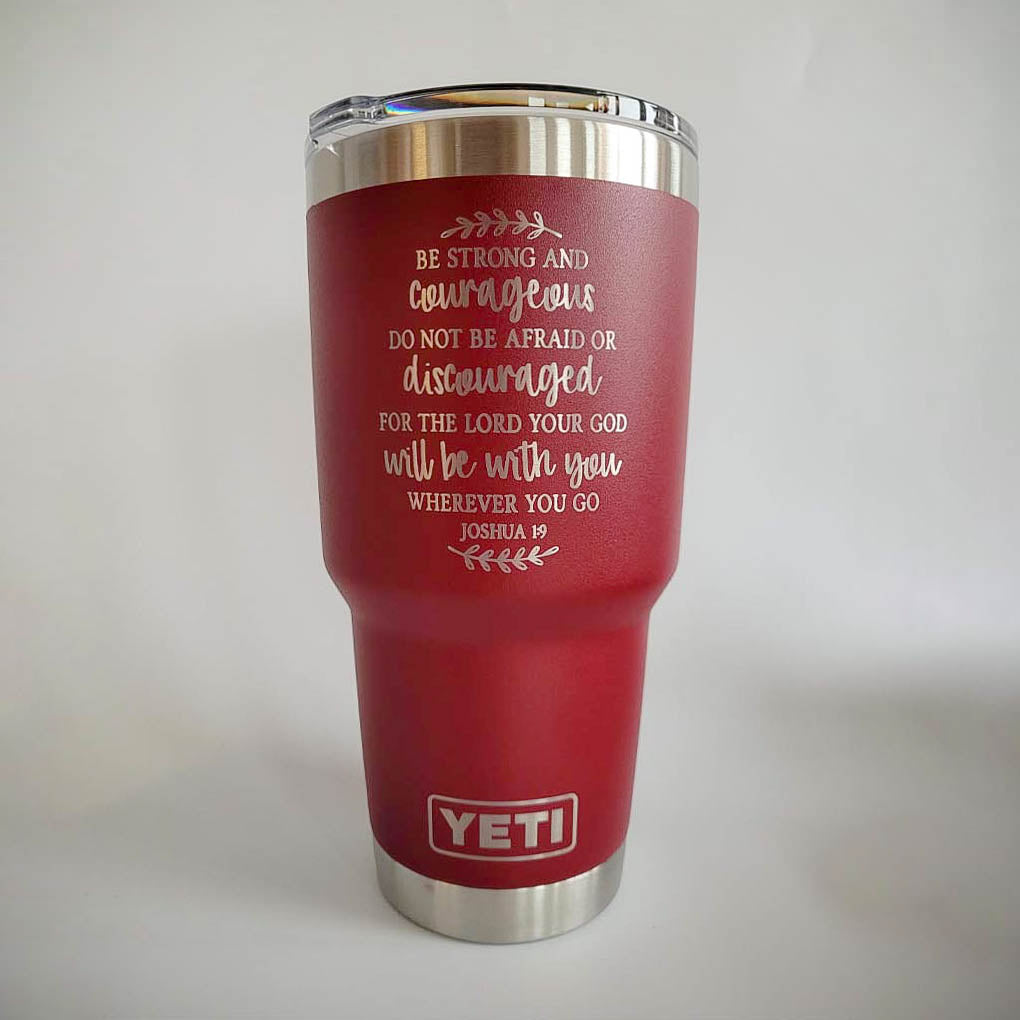 BE STRONG AND
courageous
DO NOT BE AFRAID OR
discouraged
FOR THE LORD YOUR GOD
will be with you
WHEREVER YOU GO
JOSHUA 1:9
YETI